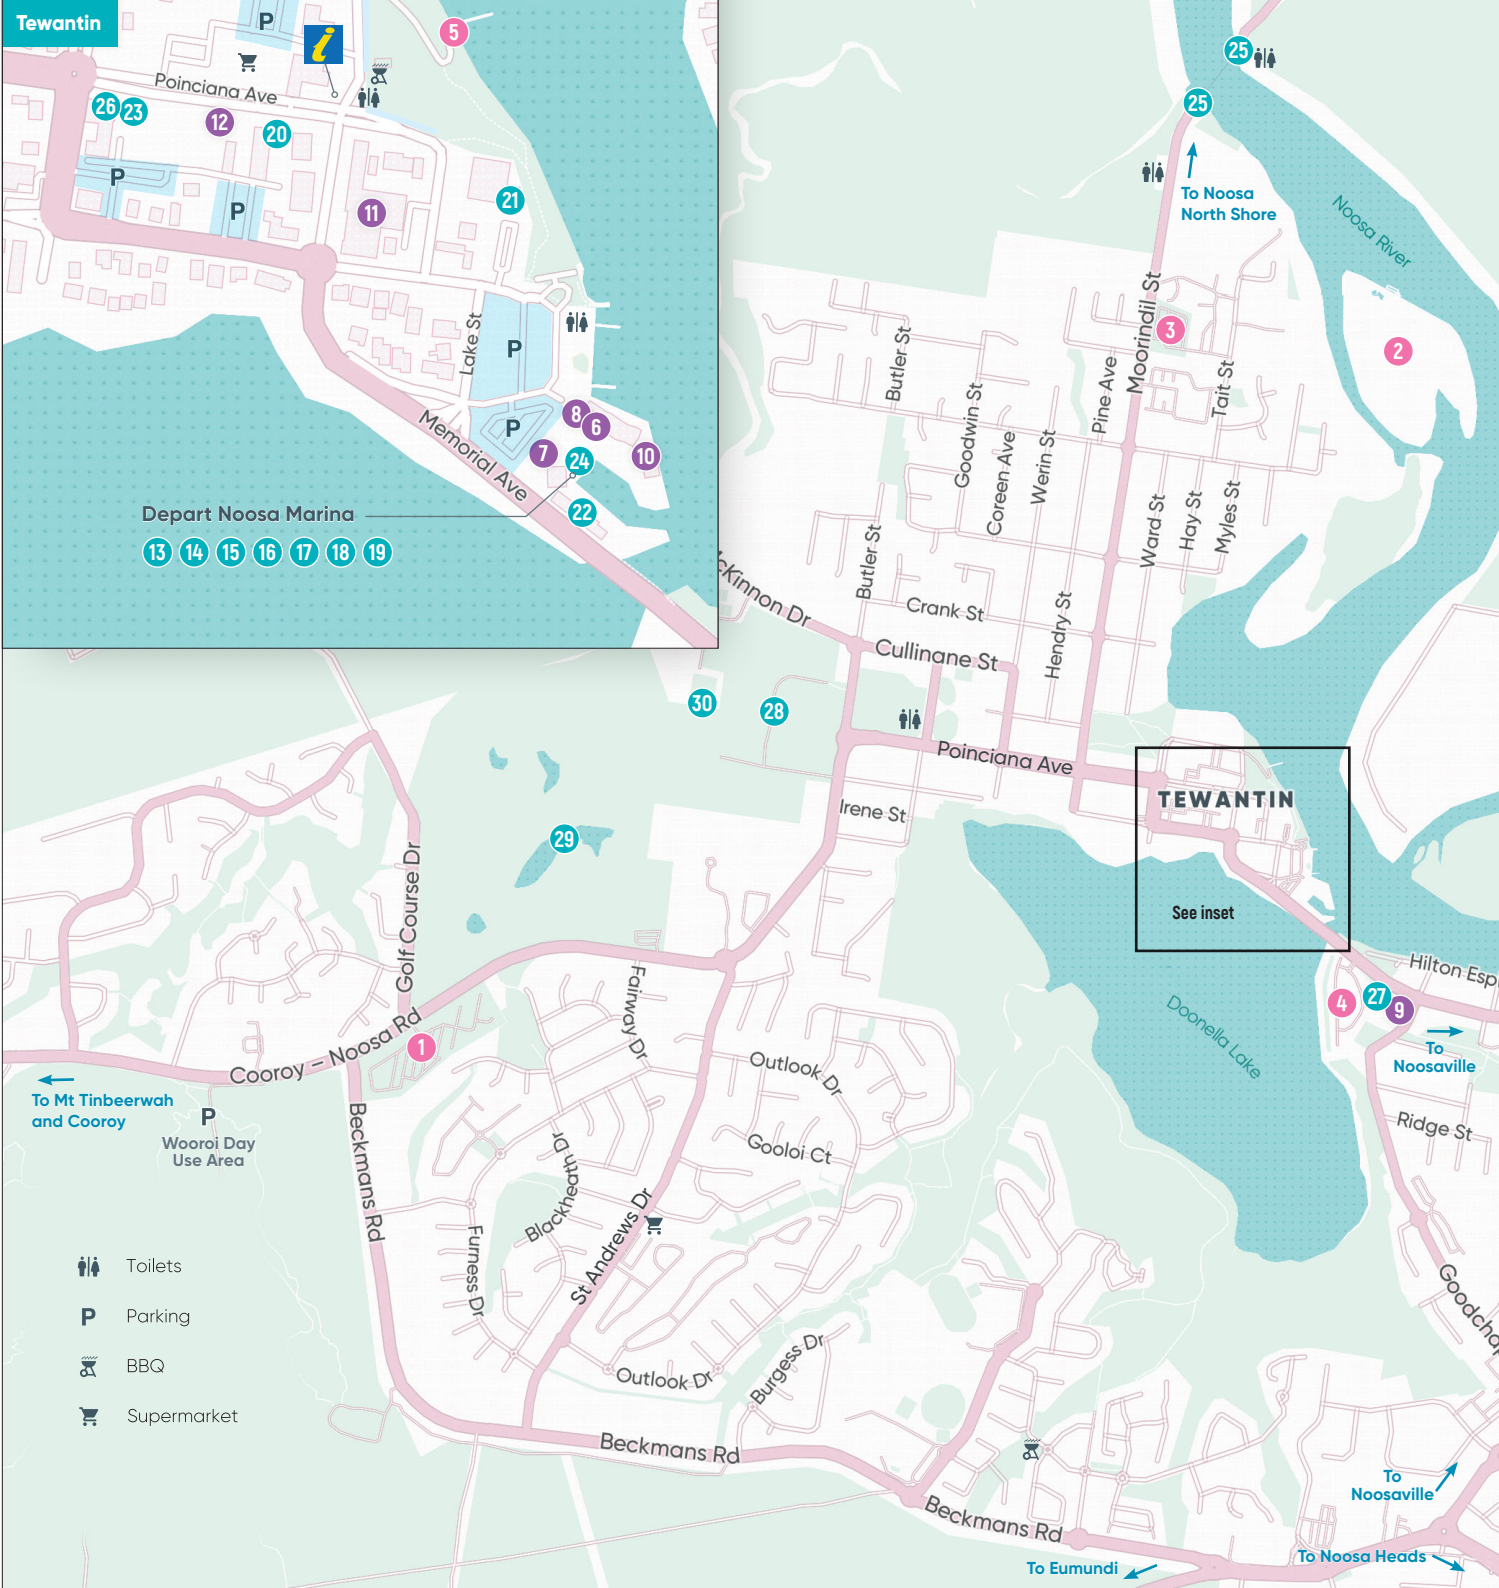 Tewantin
P
i
5
Poinciana Ave
26
23
12
20
P
P
11
21
Lake St
P
P
8
6
7
24
10
22
Memorial Ave
Depart Noosa Marina
13 14 15 16 17 18 19
25
25
To Noosa
North Shore
Noosa River
2
3
Moorindil St
Butler St
Goodwin St
Coreen Ave
Werin St
Pine Ave
Tait St
Ward St
Hay St
Myles St
Butler St
Crank St
Hendry St
Cullinane St
30
28
Poinciana Ave
TEWANTIN
See inset
Irene St
29
Golf Course Dr
Fairway Dr
Cooroy – Noosa Rd
1
To Mt Tinbeerwah
and Cooroy
P
Wooroi Day
Use Area
Beckmans Rd
Outlook Dr
Gooloi Ct
Blackheath Dr
Furness Dr
St Andrews Dr
Doonella Lake
4
27
9
Hilton Esp
To
Noosaville
Ridge St
Toilets
P Parking
BBQ
Supermarket
Outlook Dr
Burgess Dr
Beckmans Rd
Beckmans Rd
To Eumundi
To
Noosaville
To Noosa Heads